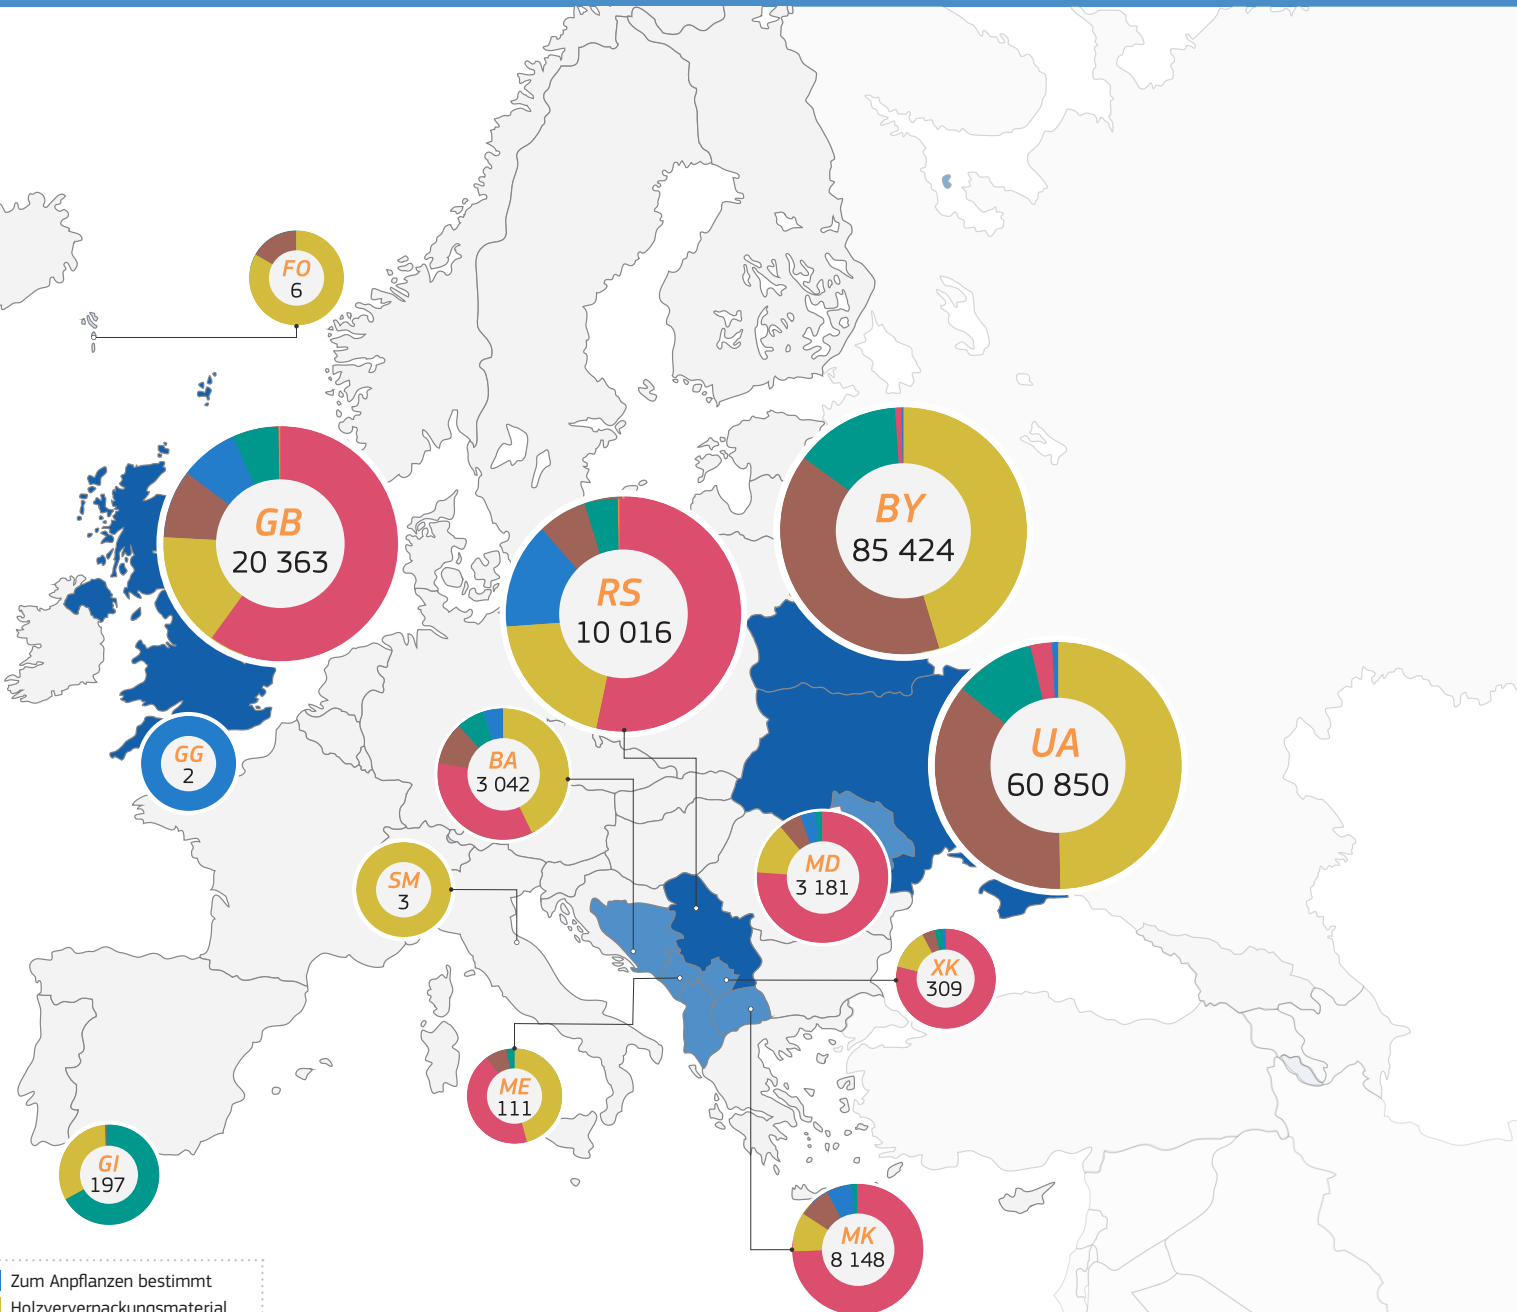 FO
6
GB
20 363
BY
85 424
RS
10 016
UA
60 850
GG
2
BA
3 042
MD
3 181
SM
3
XK
309
ME
111
GI
197
MK
8 148
Zum Anpflanzen bestimmt
Holzververpackungsmaterial